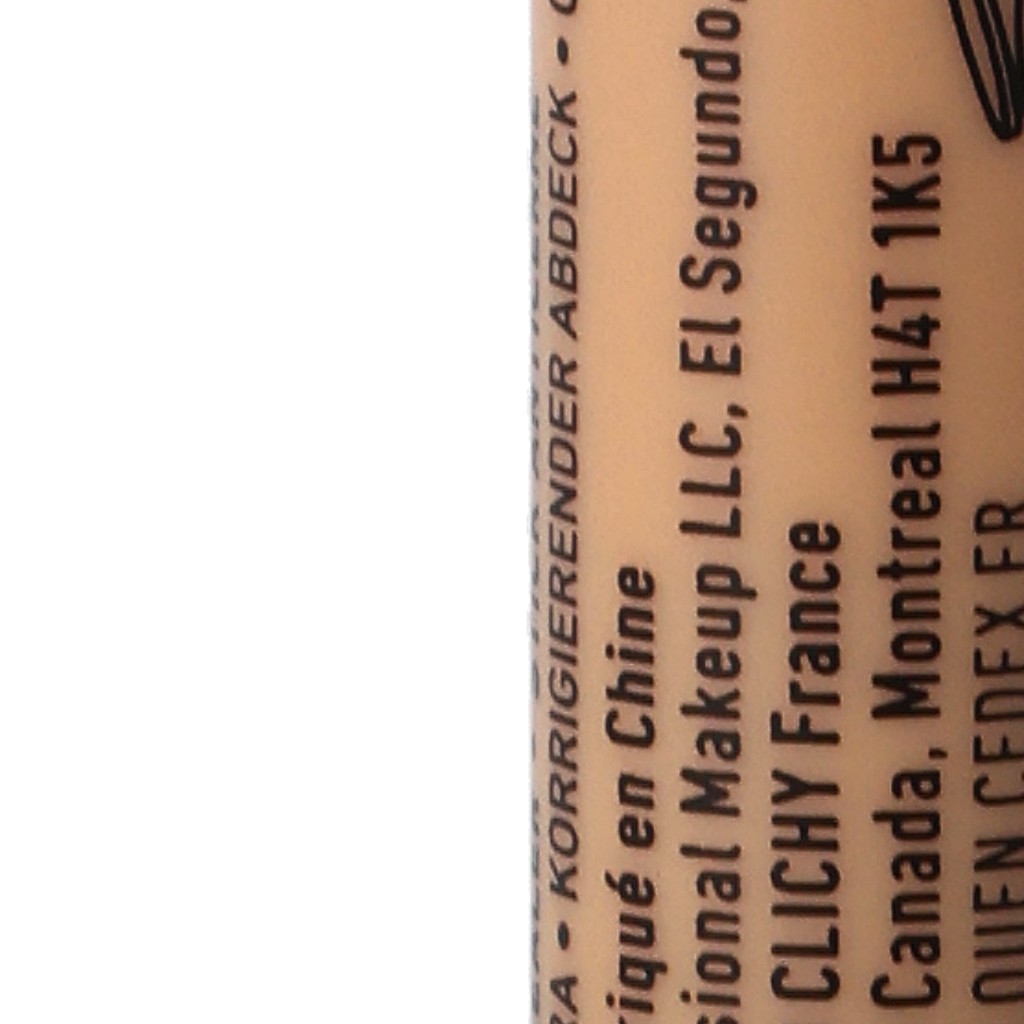 RA • KORRIGIERENDER ABDECK •
riqué en Chine
sional Makeup LLC, El Segundo,
CLICHY France
Canada, Montreal H4T 1K5
QUEN CEDEX FR